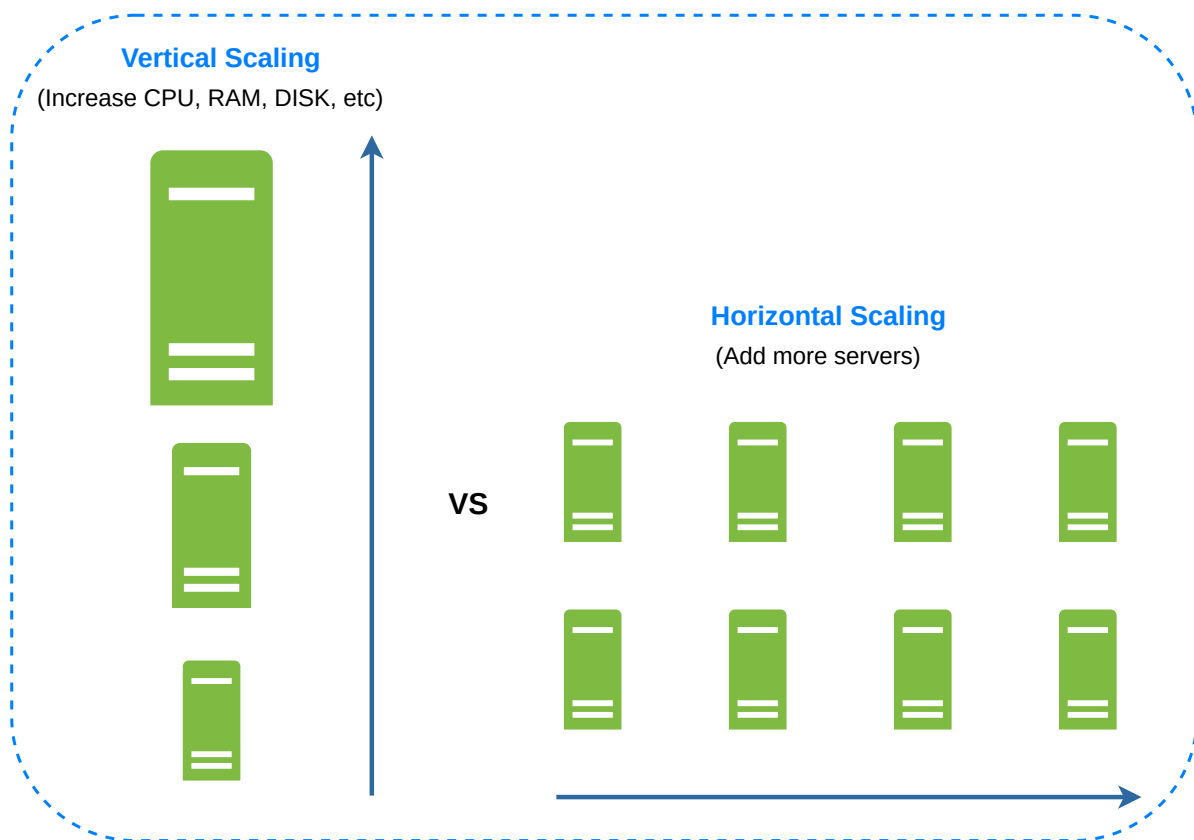 Vertical Scaling
(Increase CPU, RAM, DISK, etc)
Horizontal Scaling
(Add more servers)
VS